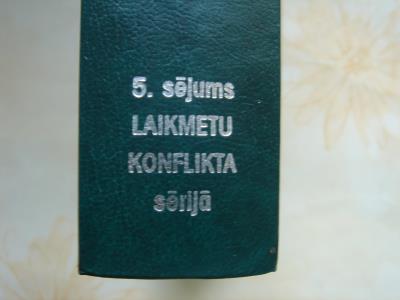 5. sējums
LAIKMETU
KONFLIKTA
sērijā